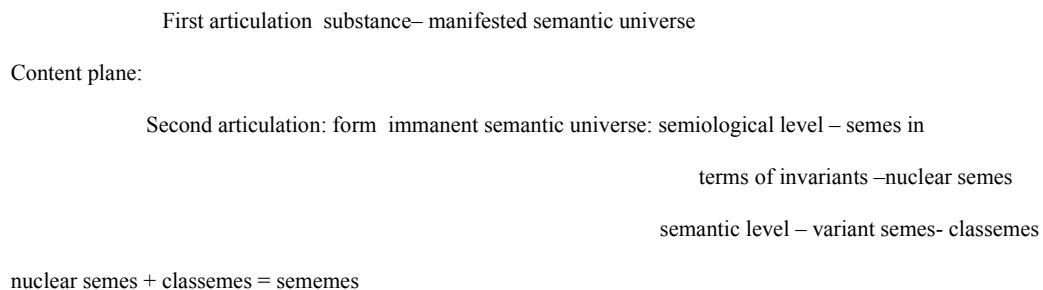 First articulation substance– manifested semantic universe
Content plane:
Second articulation: form immanent semantic universe: semiological level – semes in
terms of invariants –nuclear semes
semantic level – variant semes- classemes
nuclear semes + classemes = sememes